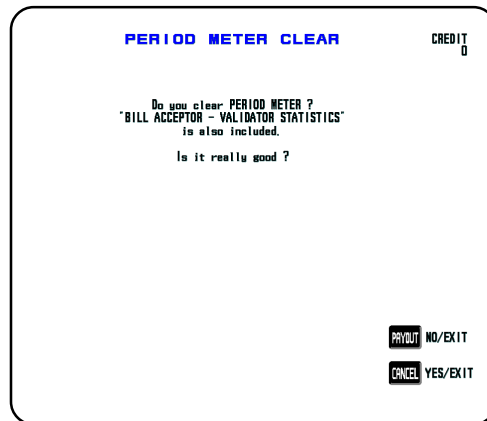 PERIOD METER CLEAR
CREDIT
0
Do you clear PERIOD METER ?
"BILL ACCEPTOR - VALIDATOR STATISTICS"
is also included.
Is it really good ?
PAYOUT NO/EXIT
CANCEL YES/EXIT